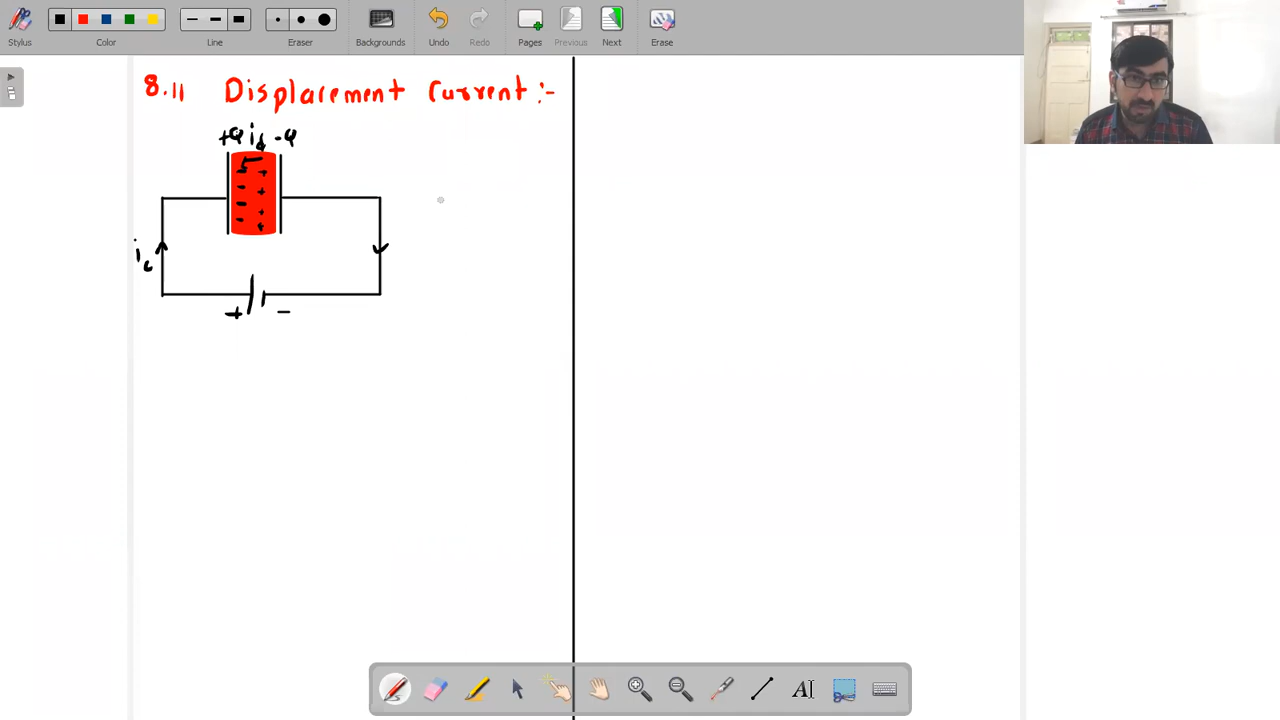 Stylus Color Line Eraser Backgrounds Undo Redo Pages Previous Next Erase
8.11 Displacement Current :-
+Q id -Q
- +
- +
- +
- +
ic
+ -